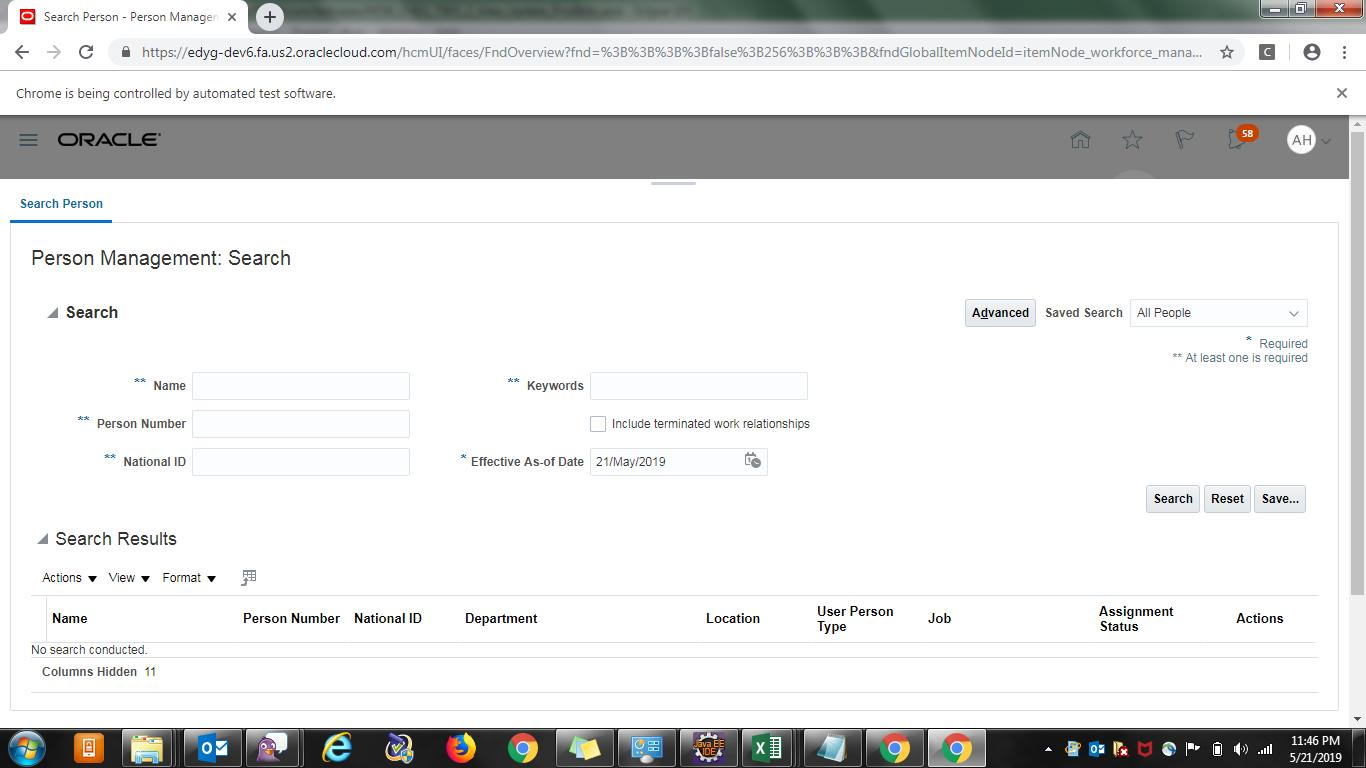 Search Person - Person Managen
https://edyg-dev6.fa.us2.oraclecloud.com/hcmUI/faces/FndOverview?fnd=%3B%3B%3B%3Bfalse%3B256%3B%3B%3B&fndGlobalItemNodeId=itemNode_workforce_mana...
C
Chrome is being controlled by automated test software.
ORACLE
58
AH
Search Person
Person Management: Search
Search
Advanced Saved Search All People
* Required
** At least one is required
** Name
** Keywords
** Person Number
Include terminated work relationships
** National ID
* Effective As-of Date 21/May/2019
Search Reset Save...
Search Results
Actions View Format
Name Person Number National ID Department Location User Person Type Job Assignment Status Actions
No search conducted.
Columns Hidden 11
Java EE
IDE
11:46 PM
5/21/2019